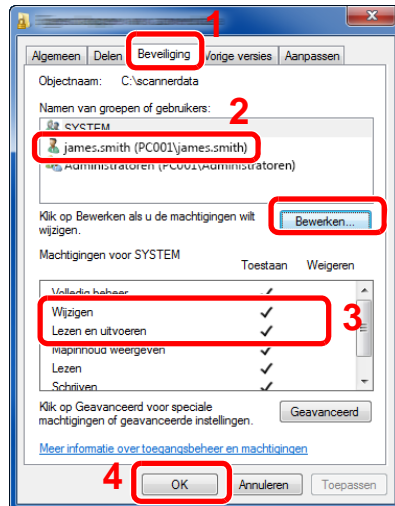 1
Algemeen Delen Beveiliging Vorige versies Aanpassen
Objectnaam: C:\scannerdata
Namen van groepen of gebruikers:
2
SYSTEM
james.smith (PC001\james.smith)
Administratoren (PC001\Administratoren)
Klik op Bewerken als u de machtigingen wilt
wijzigen.
Bewerken...
Machtigingen voor SYSTEM
Toestaan Weigeren
Volledig beheer
Wijzigen
3
Lezen en uitvoeren
Mapinhoud weergeven
Lezen
Schrijven
Klik op Geavanceerd voor speciale
machtigingen of geavanceerde instellingen.
Geavanceerd
Meer informatie over toegangsbeheer en machtigingen
4
OK Annuleren Toepassen